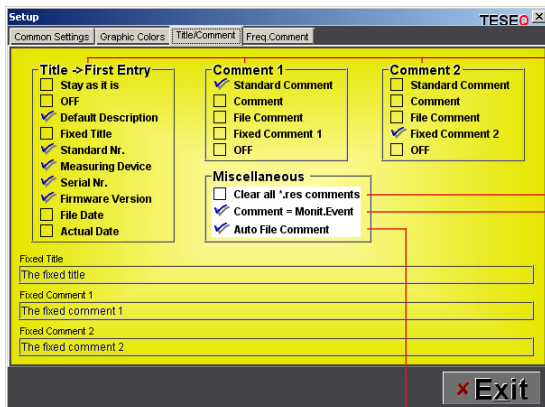 Setup
TESEQ
Common Settings
Graphic Colors
Title/Comment
Freq.Comment
Title ->First Entry
Stay as it is
OFF
Default Description
Fixed Title
Standard Nr.
Measuring Device
Serial Nr.
Firmware Version
File Date
Actual Date
Comment 1
Standard Comment
Comment
File Comment
Fixed Comment 1
OFF
Comment 2
Standard Comment
Comment
File Comment
Fixed Comment 2
OFF
Miscellaneous
Clear all *.res comments
Comment = Monit.Event
Auto File Comment
Fixed Title
The fixed title
Fixed Comment 1
The fixed comment 1
Fixed Comment 2
The fixed comment 2
Exit